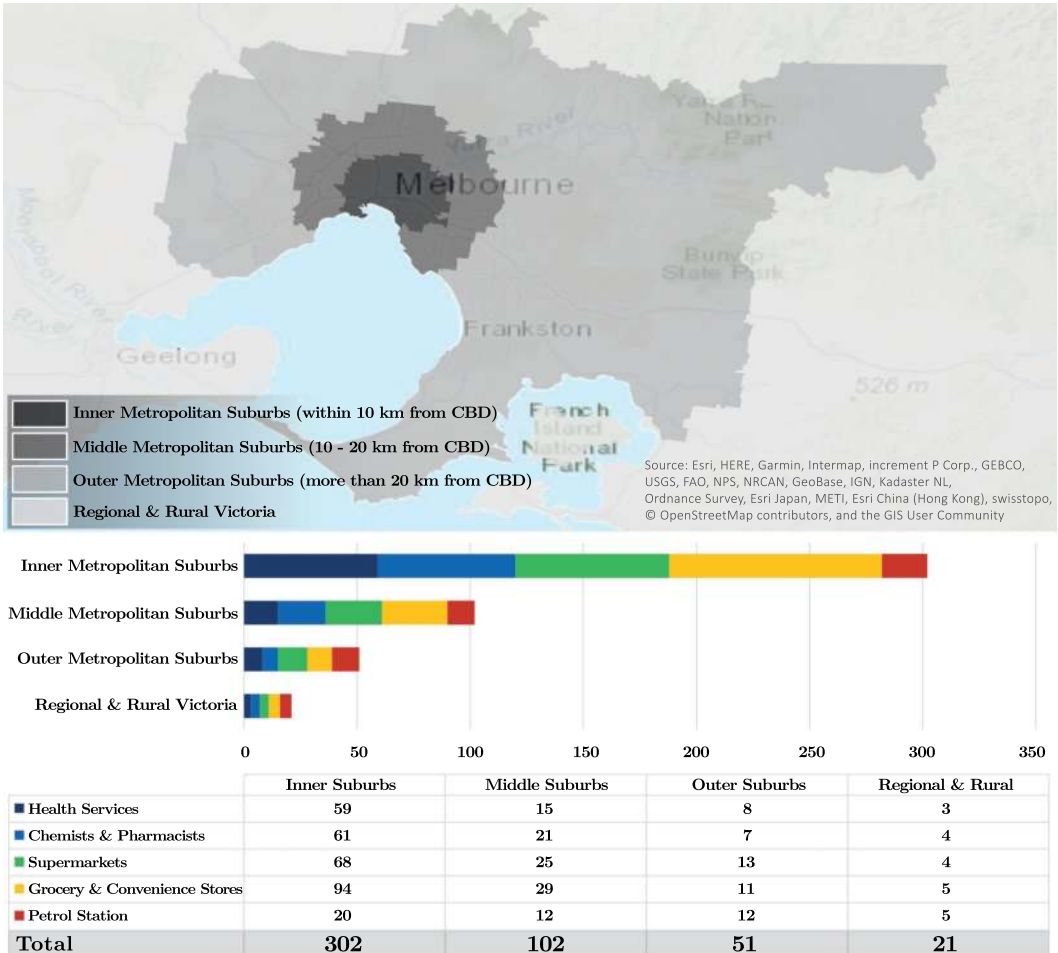 Yarra R
Nation
Park
Yarra River
Melbourne
Moorabool River
River
Bunyip
State Park
Frankston
Geelong
526 m
French
Island
National
Park
Inner Metropolitan Suburbs (within 10 km from CBD)
Middle Metropolitan Suburbs (10 - 20 km from CBD)
Outer Metropolitan Suburbs (more than 20 km from CBD)
Regional & Rural Victoria
Source: Esri, HERE, Garmin, Intermap, increment P Corp., GEBCO,
USGS, FAO, NPS, NRCAN, GeoBase, IGN, Kadaster NL,
Ordnance Survey, Esri Japan, METI, Esri China (Hong Kong), swisstopo,
© OpenStreetMap contributors, and the GIS User Community
Inner Metropolitan Suburbs
Middle Metropolitan Suburbs
Outer Metropolitan Suburbs
Regional & Rural Victoria
0 50 100 150 200 250 300 350
Inner Suburbs Middle Suburbs Outer Suburbs Regional & Rural
Health Services 59 15 8 3
Chemists & Pharmacists 61 21 7 4
Supermarkets 68 25 13 4
Grocery & Convenience Stores 94 29 11 5
Petrol Station 20 12 12 5
Total 302 102 51 21